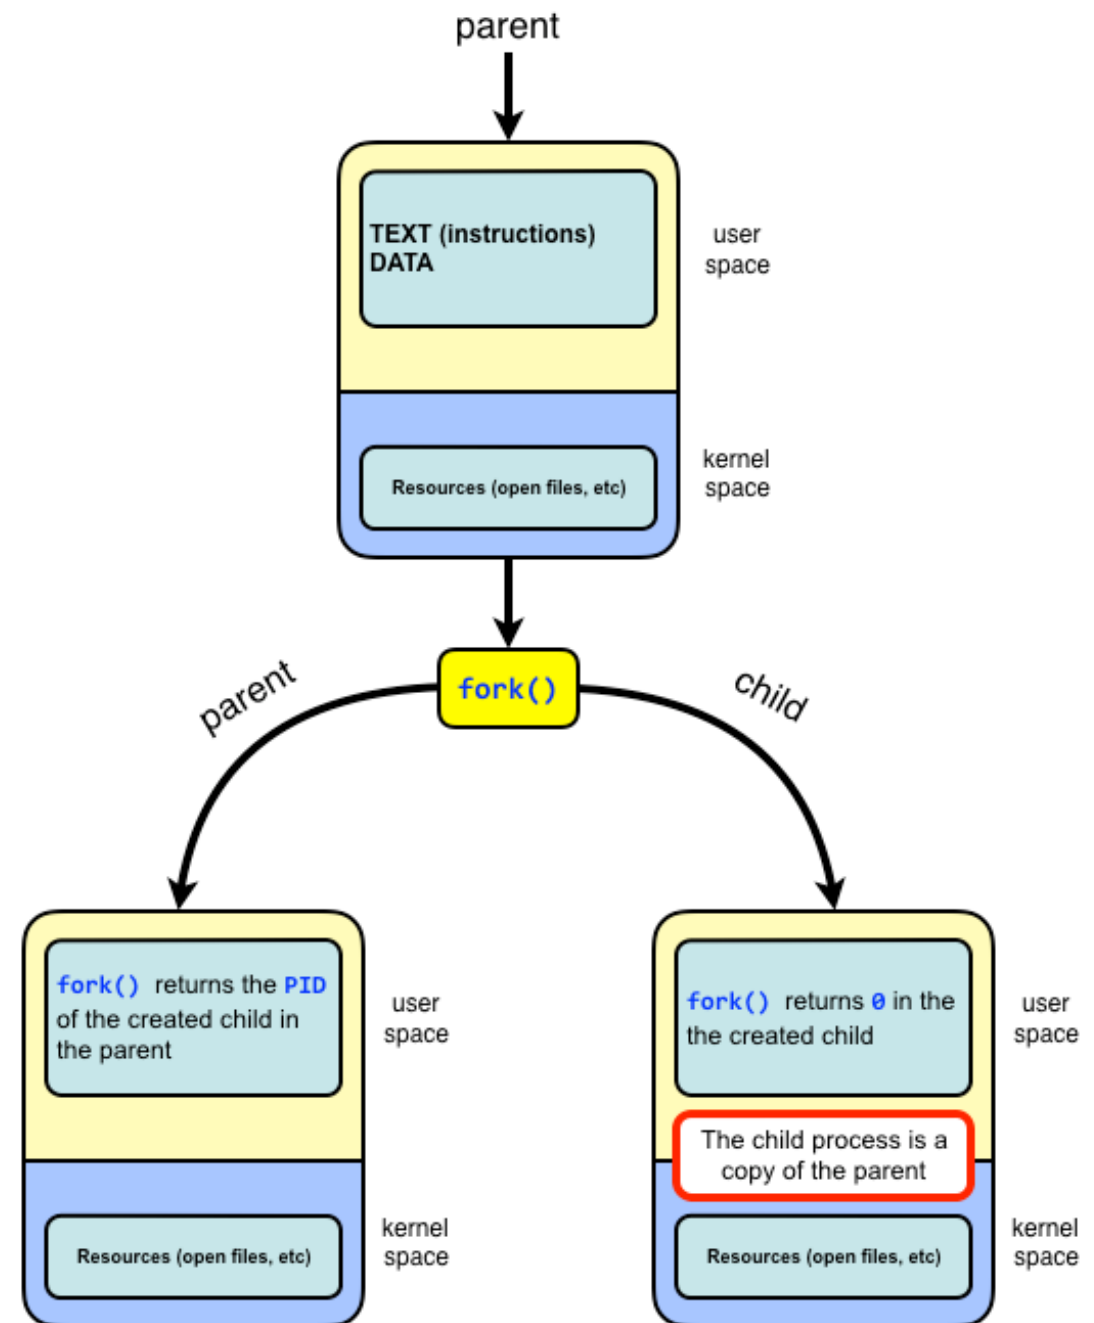 parent
TEXT (instructions)
DATA
user
space
kernel
space
Resources (open files, etc)
fork()
parent
child
fork() returns the PID
of the created child in
the parent
user
space
fork() returns 0 in the
the created child
user
space
The child process is a
copy of the parent
Resources (open files, etc)
kernel
space
Resources (open files, etc)
kernel
space